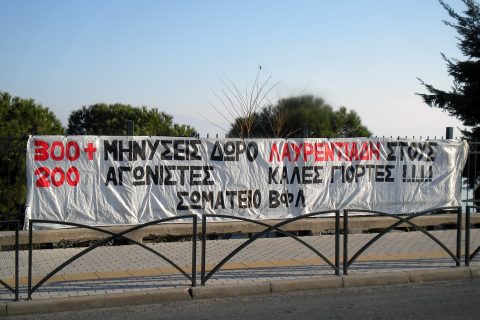 300+ ΜΗΝΥΣΕΙΣ ΔΩΡΟ ΛΑΥΡΕΝΤΙΑΔΗ ΣΤΟΥΣ
200 ΑΓΩΝΙΣΤΕΣ ΚΑΛΕΣ ΓΙΟΡΤΕΣ !!!!!
ΣΩΜΑΤΕΙΟ ΒΦΛ